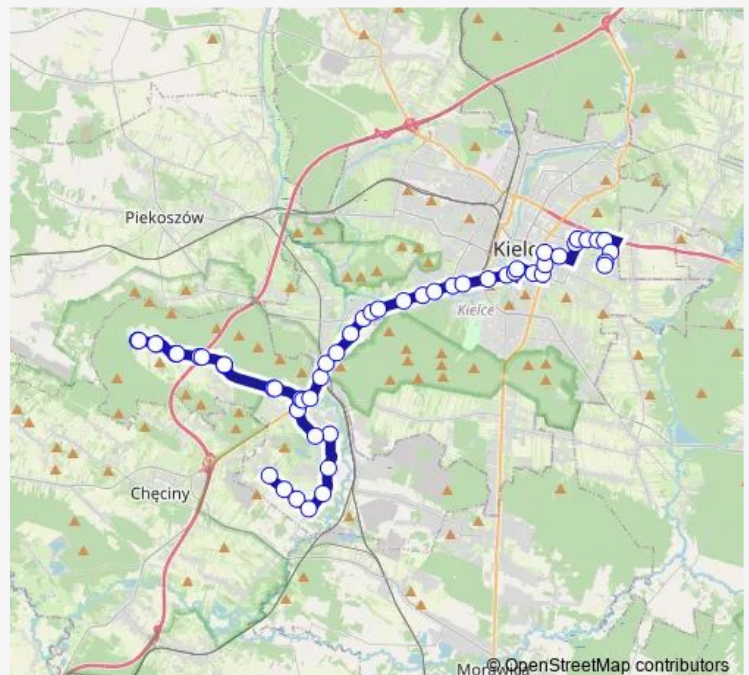 Piekoszów
Kielc
Kielce
Chęciny
Morawica
© OpenStreetMap contributors